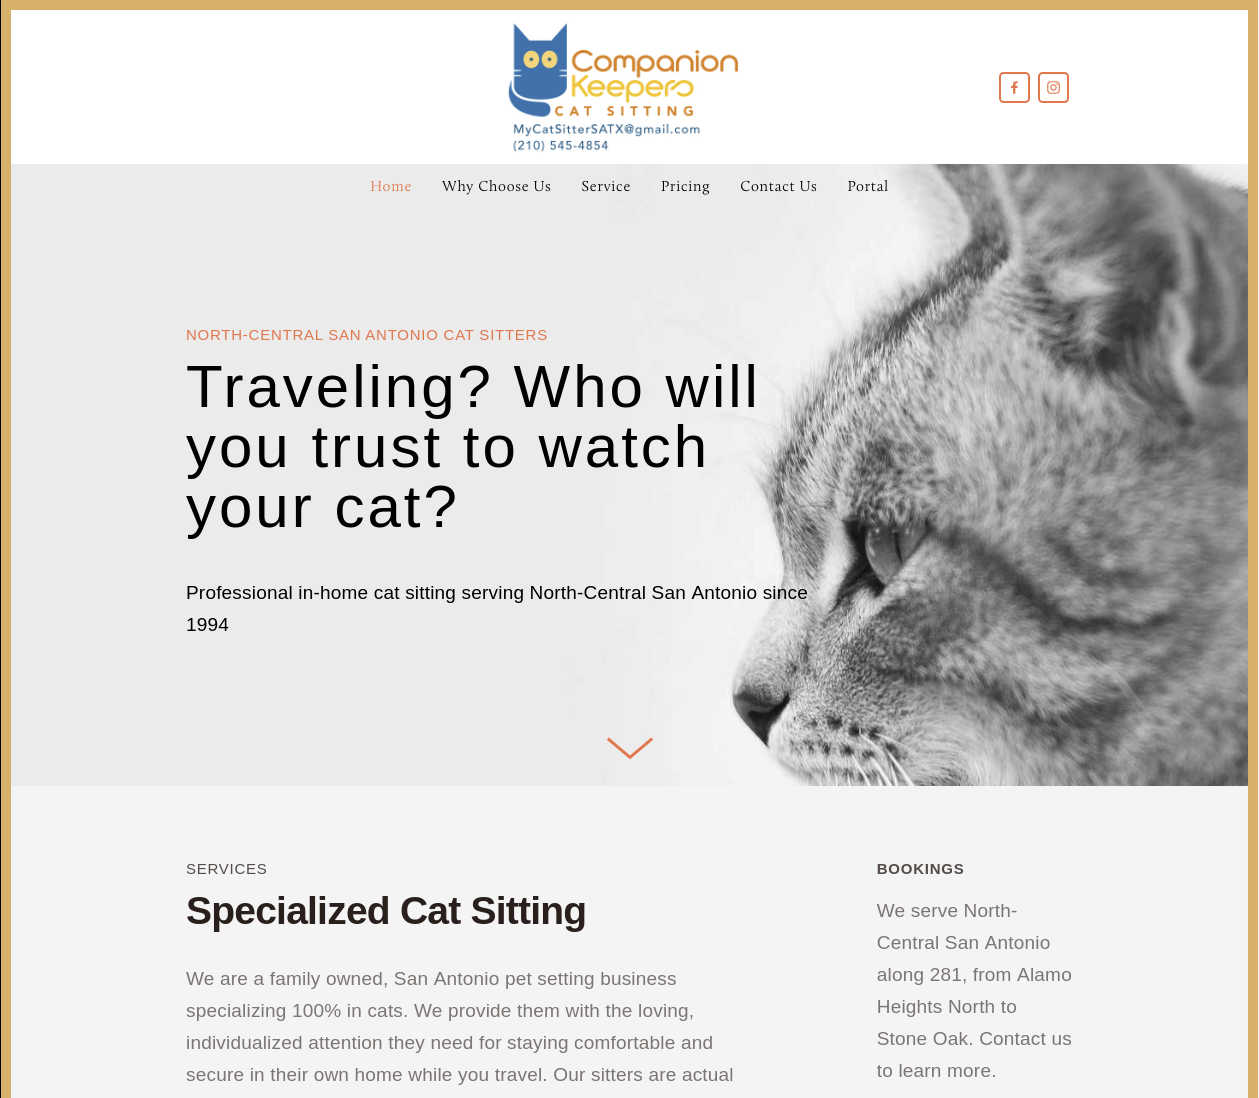 Companion
Keepers
CAT SITTING
MyCatSitterSATX@gmail.com
(210) 545-4854
Home Why Choose Us Service Pricing Contact Us Portal
NORTH-CENTRAL SAN ANTONIO CAT SITTERS
Traveling? Who will
you trust to watch
your cat?
Professional in-home cat sitting serving North-Central San Antonio since
1994
SERVICES
Specialized Cat Sitting
We are a family owned, San Antonio pet setting business
specializing 100% in cats. We provide them with the loving,
individualized attention they need for staying comfortable and
secure in their own home while you travel. Our sitters are actual
BOOKINGS
We serve North-
Central San Antonio
along 281, from Alamo
Heights North to
Stone Oak. Contact us
to learn more.